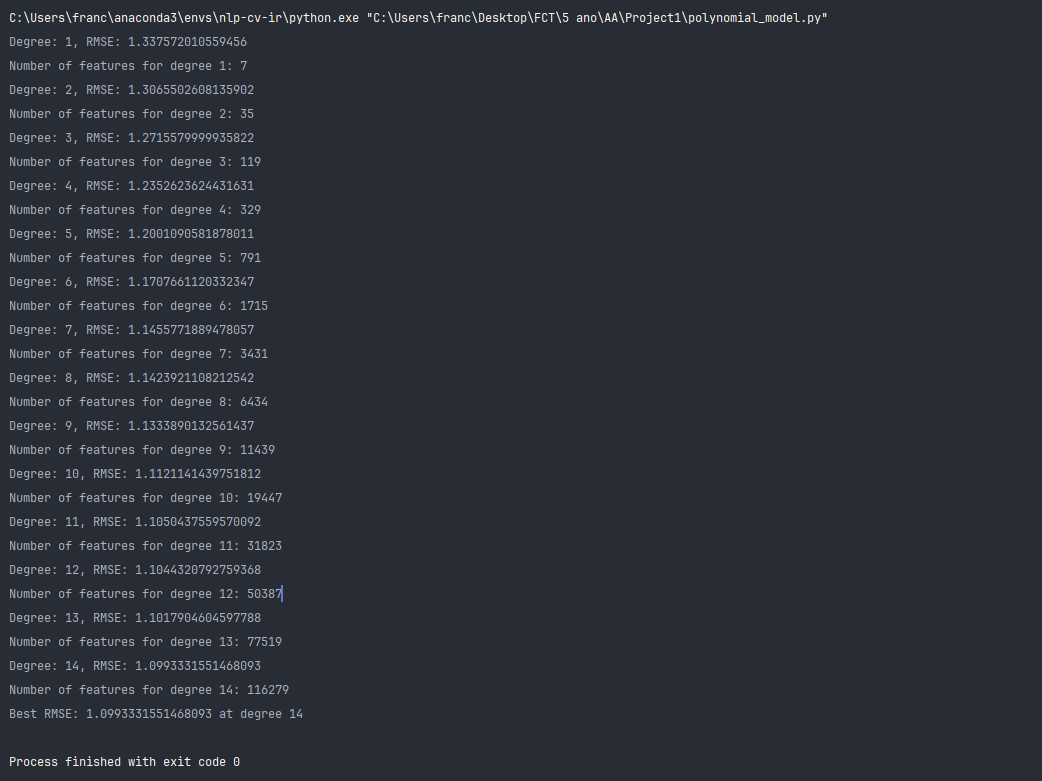 C:\Users\franc\anaconda3\envs\nlp-cv-ir\python.exe "C:\Users\franc\Desktop\FCT\5 ano\AA\Project1\polynomial_model.py"
Degree: 1, RMSE: 1.337572010559456
Number of features for degree 1: 7
Degree: 2, RMSE: 1.3065502608135902
Number of features for degree 2: 35
Degree: 3, RMSE: 1.2715579999935822
Number of features for degree 3: 119
Degree: 4, RMSE: 1.2352623624431631
Number of features for degree 4: 329
Degree: 5, RMSE: 1.2001090581878011
Number of features for degree 5: 791
Degree: 6, RMSE: 1.1707661120332347
Number of features for degree 6: 1715
Degree: 7, RMSE: 1.1455771889478057
Number of features for degree 7: 3431
Degree: 8, RMSE: 1.1423921108212542
Number of features for degree 8: 6434
Degree: 9, RMSE: 1.1333890132561437
Number of features for degree 9: 11439
Degree: 10, RMSE: 1.1121141439751812
Number of features for degree 10: 19447
Degree: 11, RMSE: 1.1050437559570092
Number of features for degree 11: 31823
Degree: 12, RMSE: 1.1044320792759368
Number of features for degree 12: 50387
Degree: 13, RMSE: 1.1017904604597788
Number of features for degree 13: 77519
Degree: 14, RMSE: 1.0993331551468093
Number of features for degree 14: 116279
Best RMSE: 1.0993331551468093 at degree 14
Process finished with exit code 0